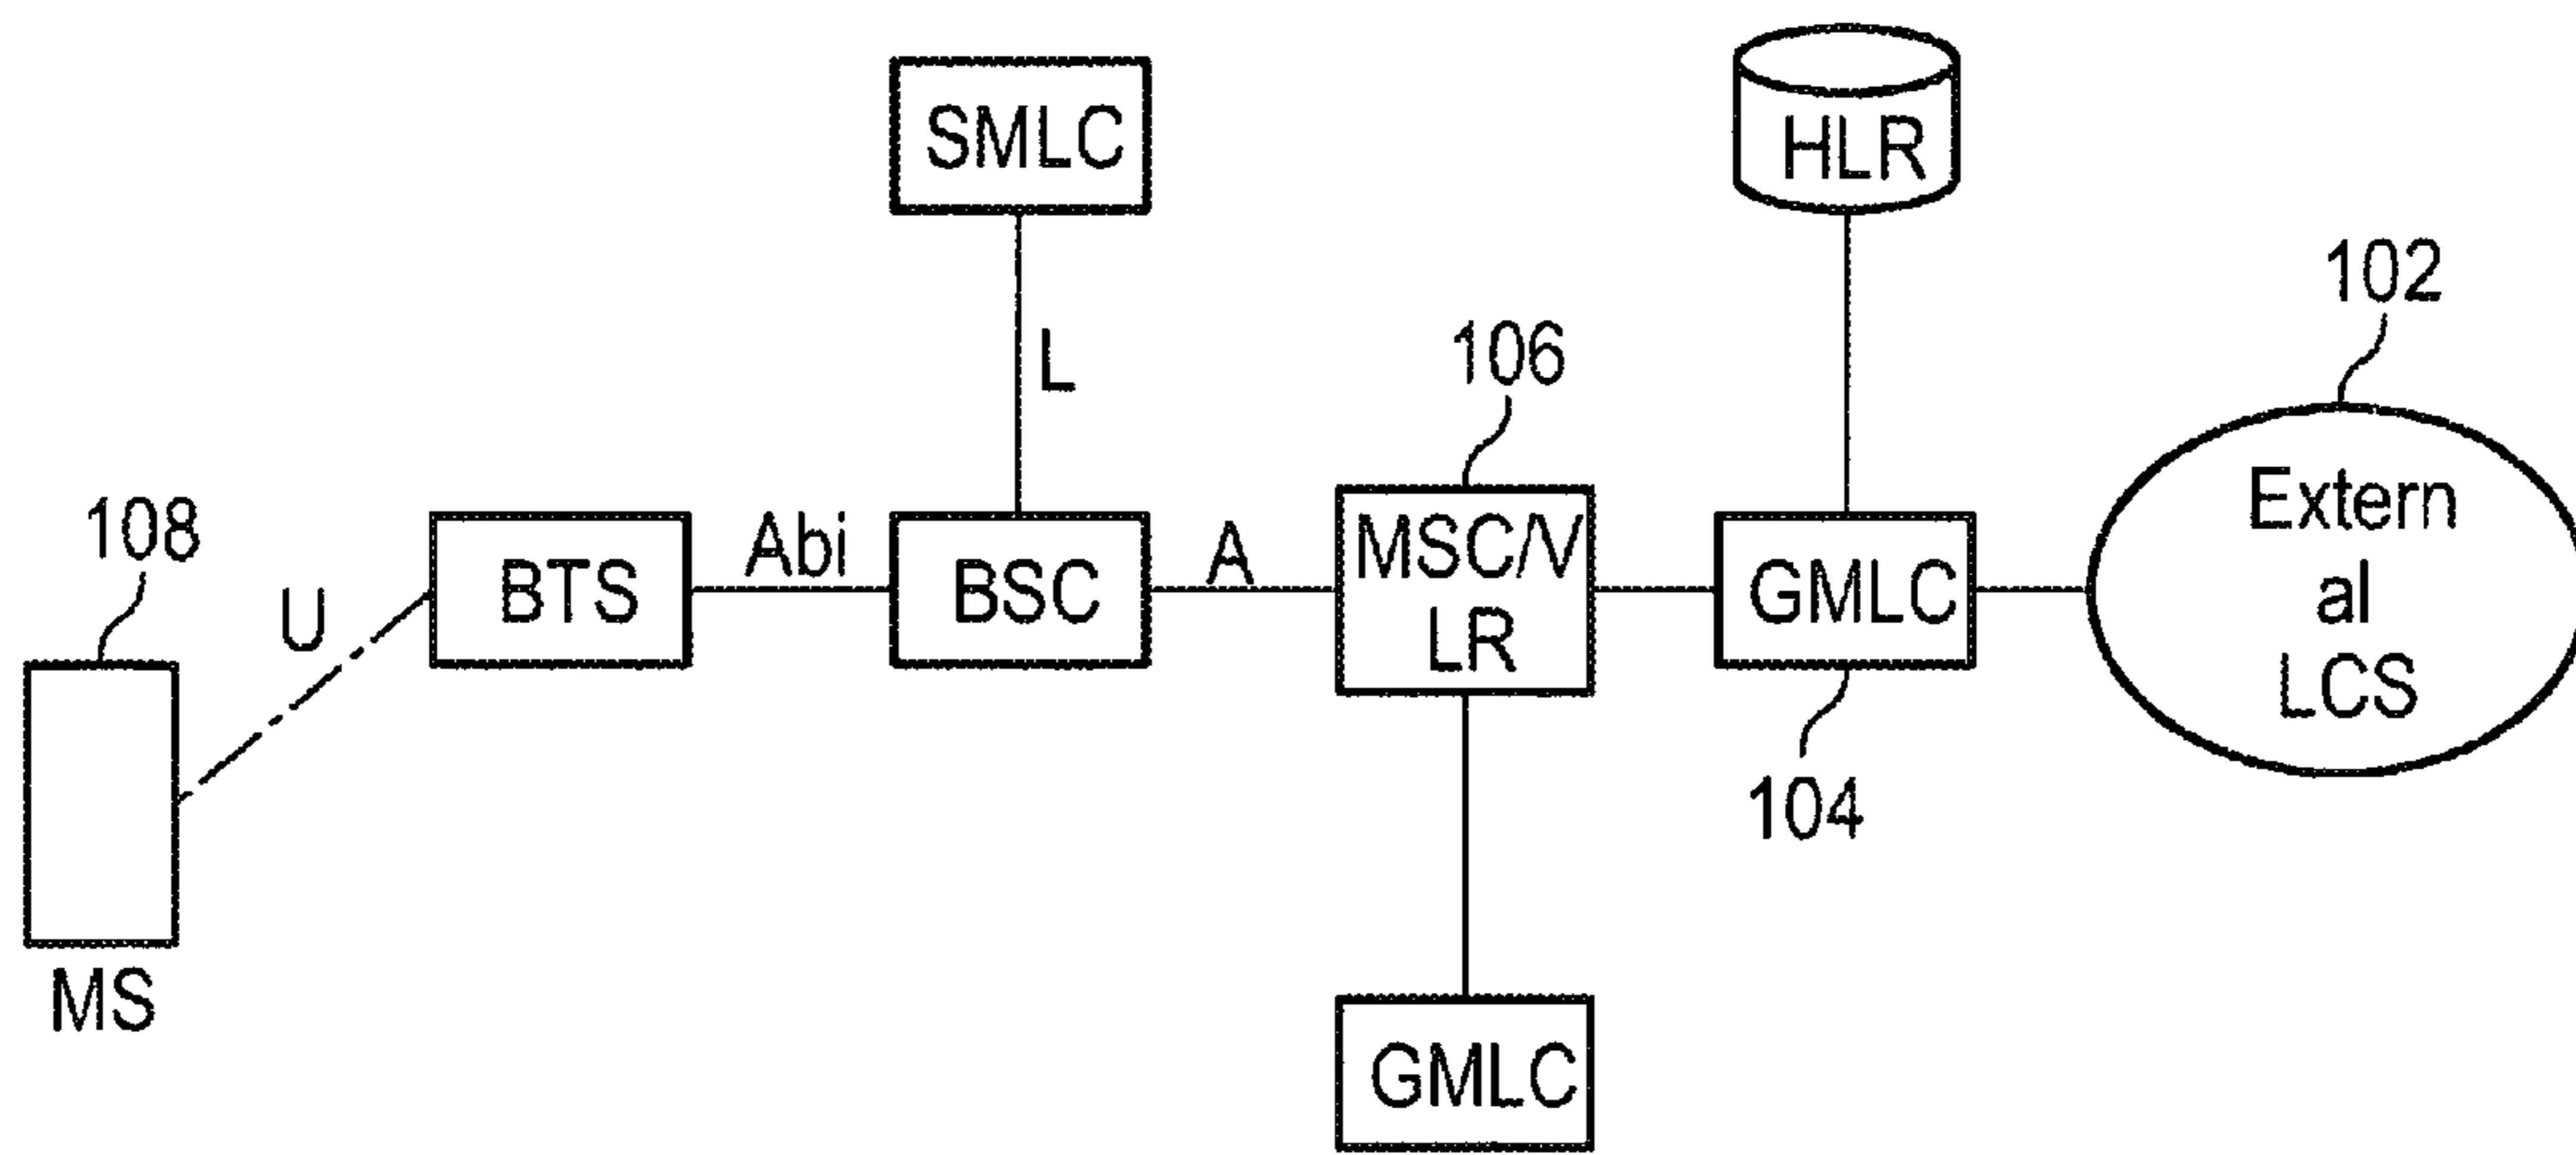 SMLC
HLR
102
L
106
108
U
BTS
Abi
BSC
A
MSC/V
LR
GMLC
Extern
al
LCS
104
MS
GMLC